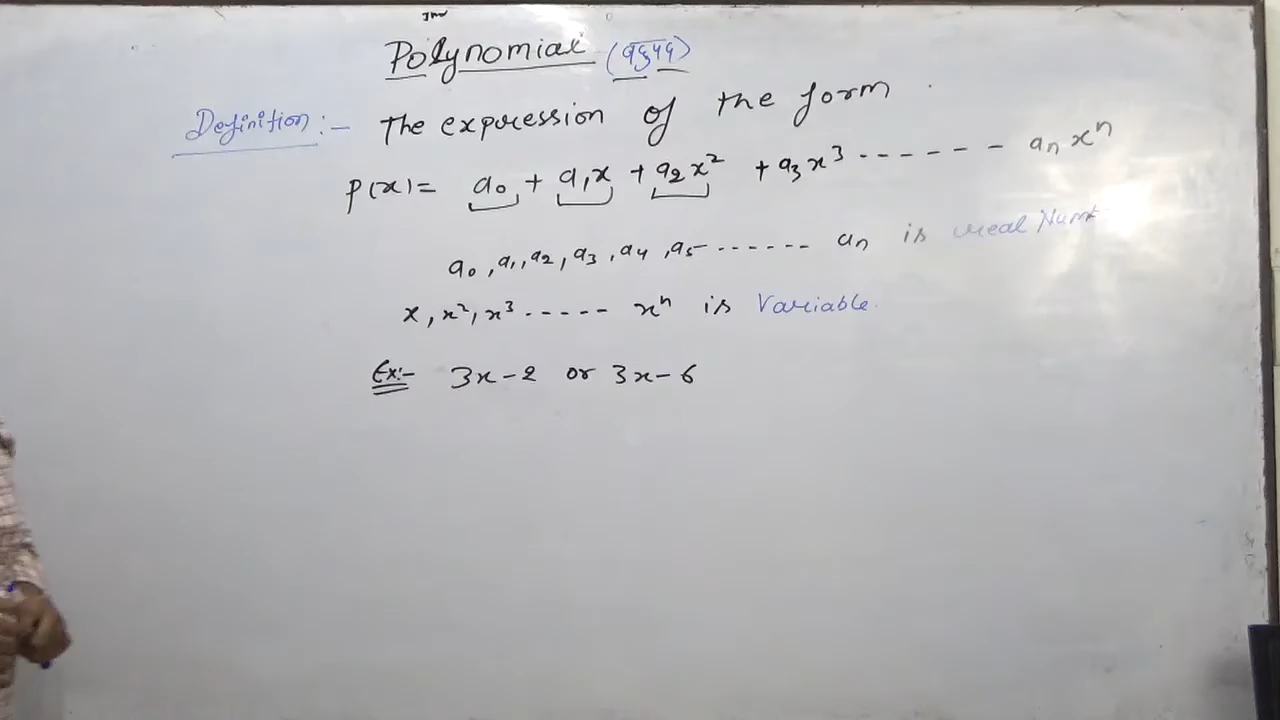 Polynomial (बहुपद)
Definition :- The expression of the form
P(x) = a₀ + a₁x + a₂x² + a₃x³ ------ aₙxⁿ
a₀, a₁, a₂, a₃, a₄, a₅ ------- aₙ is real
x, x², x³ ----- xⁿ is Variable.
Ex:- 3x-2 or 3x-6